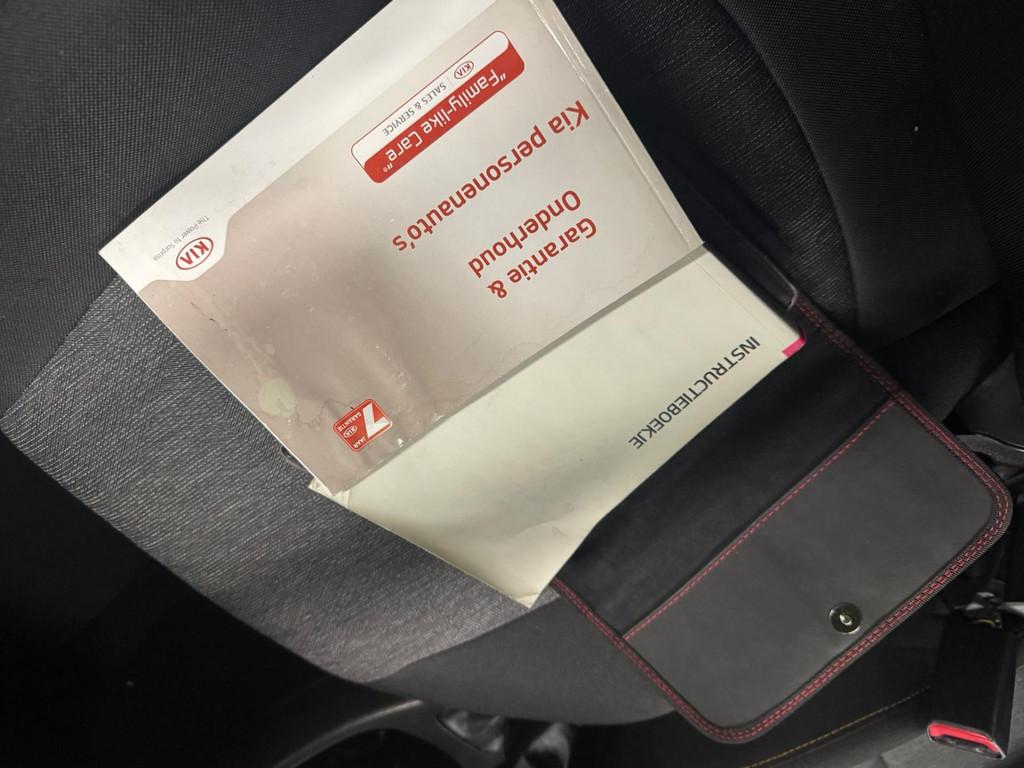 Garantie &
Onderhoud
Kia personenauto's
"Family-like Care"®
KIA SALES & SERVICE
KIA
The Power to Surprise
7 JAAR
KIA
GARANTIE
INSTRUCTIEBOEKJE